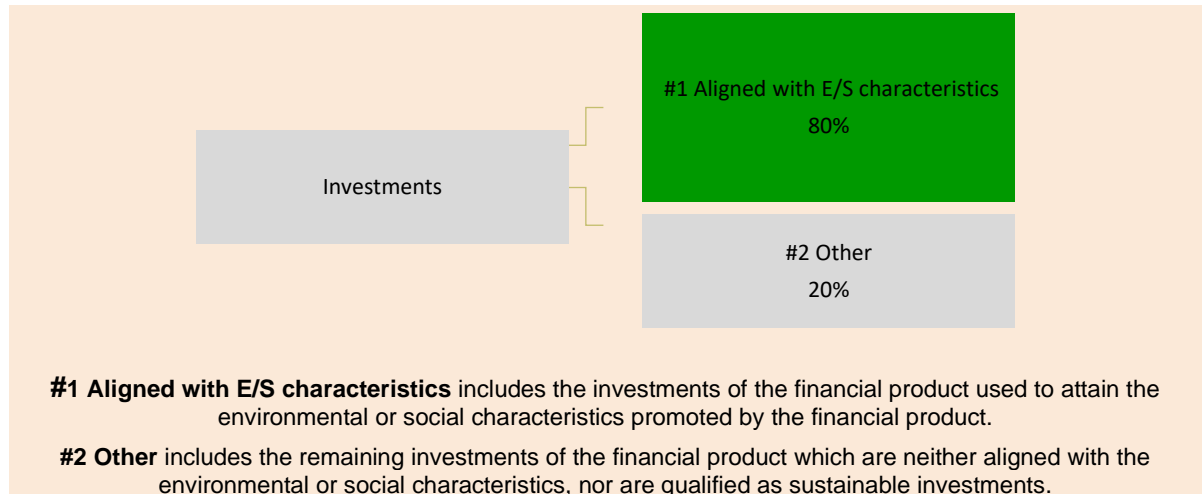 #1 Aligned with E/S characteristics
80%
Investments
#2 Other
20%
#1 Aligned with E/S characteristics includes the investments of the financial product used to attain the
environmental or social characteristics promoted by the financial product.
#2 Other includes the remaining investments of the financial product which are neither aligned with the
environmental or social characteristics, nor are qualified as sustainable investments.